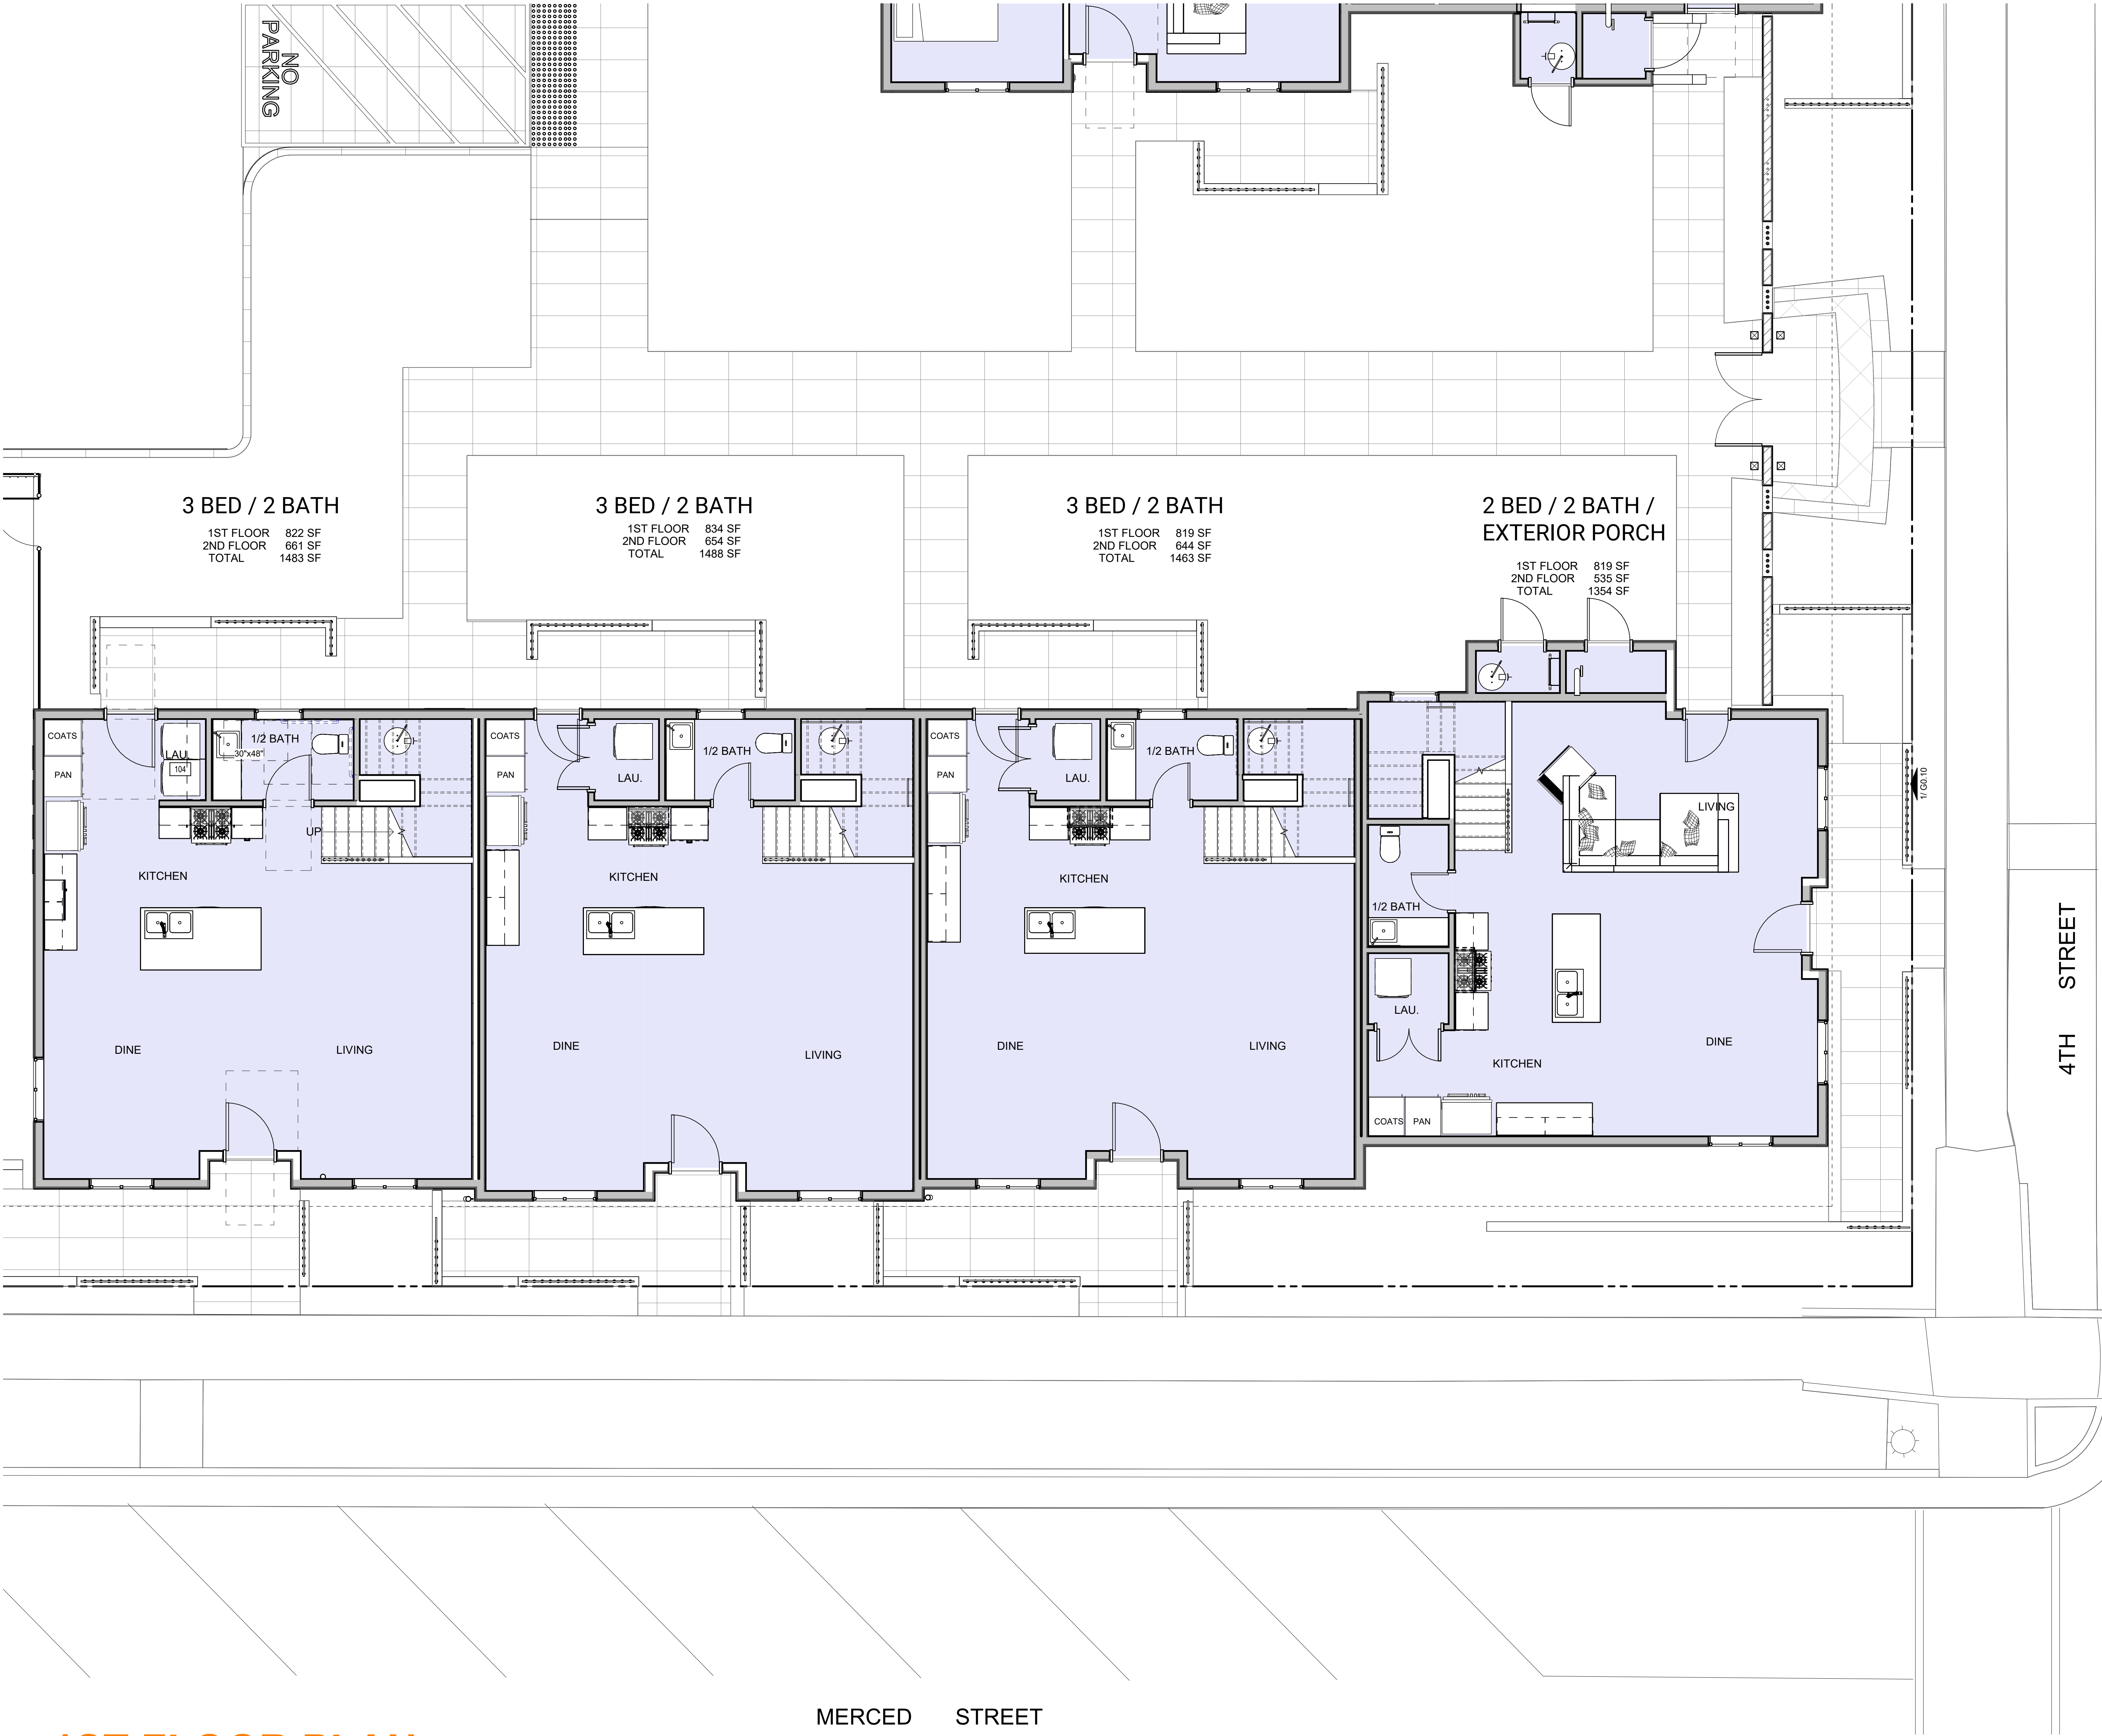 NO
PARKING
3 BED / 2 BATH
1ST FLOOR 822 SF
2ND FLOOR 661 SF
TOTAL 1483 SF
3 BED / 2 BATH
1ST FLOOR 834 SF
2ND FLOOR 654 SF
TOTAL 1488 SF
3 BED / 2 BATH
1ST FLOOR 819 SF
2ND FLOOR 644 SF
TOTAL 1463 SF
2 BED / 2 BATH /
EXTERIOR PORCH
1ST FLOOR 819 SF
2ND FLOOR 535 SF
TOTAL 1354 SF
COATS
PAN
LAU.
104
1/2 BATH
30"x48"
UP
KITCHEN
DINE
LIVING
COATS
PAN
LAU.
1/2 BATH
KITCHEN
DINE
LIVING
COATS
PAN
LAU.
1/2 BATH
KITCHEN
DINE
LIVING
LIVING
1/2 BATH
LAU.
KITCHEN
DINE
COATS
PAN
1/ G0.10
4TH STREET
MERCED STREET
1ST FLOOR PLAN